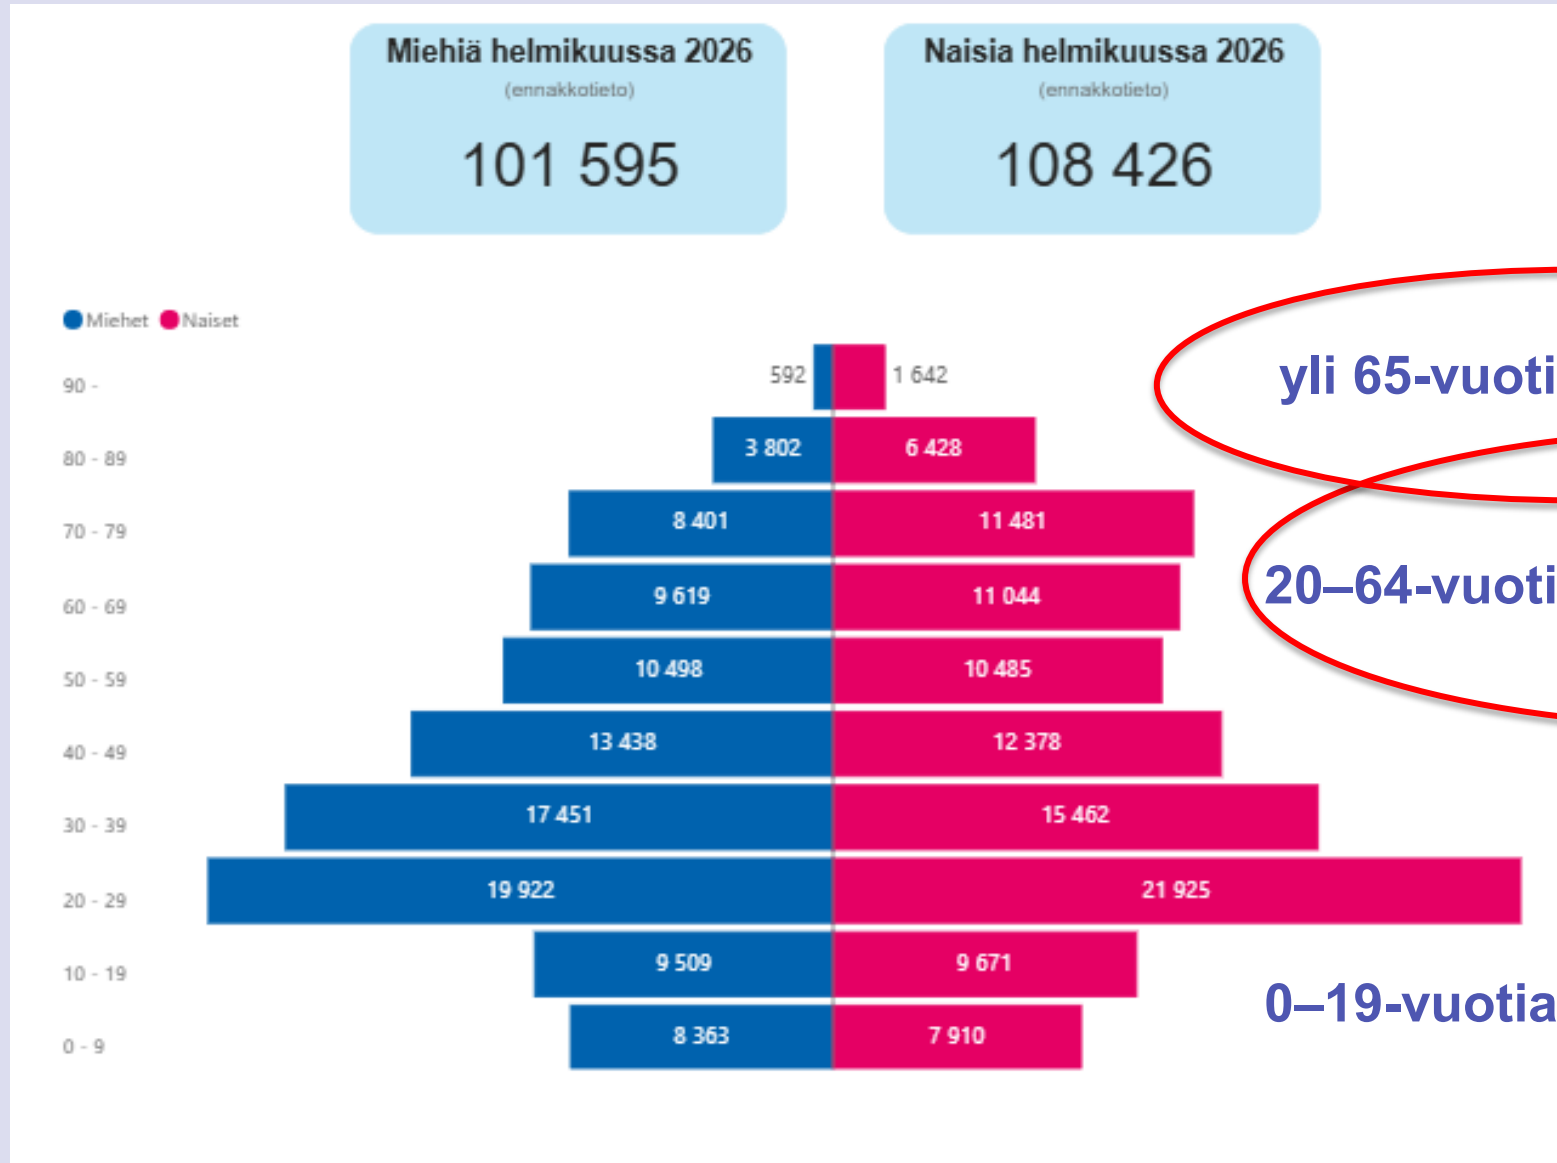 Miehiä helmikuussa 2026
(ennakkotieto)
101 595
Naisia helmikuussa 2026
(ennakkotieto)
108 426
Miehet Naiset
90 -
592
1 642
yli 65-vuoti
80 - 89
3 802
6 428
70 - 79
8 401
11 481
60 - 69
9 619
11 044
20–64-vuoti
50 - 59
10 498
10 485
40 - 49
13 438
12 378
30 - 39
17 451
15 462
20 - 29
19 922
21 925
10 - 19
9 509
9 671
0–19-vuotia
0 - 9
8 363
7 910